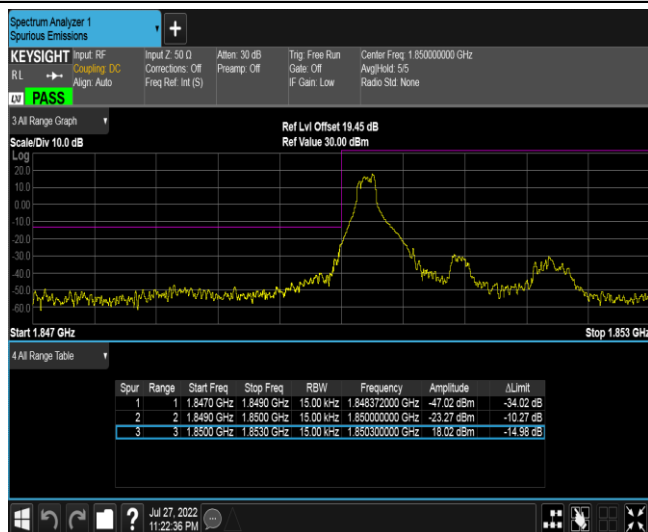 Spectrum Analyzer 1
Spurious Emissions
+
KEYSIGHT Input: RF Input Z: 50 Ω Atten: 30 dB Trig: Free Run Center Freq: 1.850000000 GHz
RL Coupling: DC Corrections: Off Preamp: Off Gate: Off Avg|Hold: 5/5
Align: Auto Freq Ref: Int (S) IF Gain: Low Radio Std: None
LXI PASS
3 All Range Graph
Ref Lvl Offset 19.45 dB
Scale/Div 10.0 dB Ref Value 30.00 dBm
Log
20.0
10.0
0.00
-10.0
-20.0
-30.0
-40.0
-50.0
-60.0
Start 1.847 GHz Stop 1.853 GHz
4 All Range Table
Spur Range Start Freq Stop Freq RBW Frequency Amplitude ΔLimit
1 1 1.8470 GHz 1.8490 GHz 15.00 kHz 1.848372000 GHz -47.02 dBm -34.02 dB
2 2 1.8490 GHz 1.8500 GHz 15.00 kHz 1.850000000 GHz -23.27 dBm -10.27 dB
3 3 1.8500 GHz 1.8530 GHz 15.00 kHz 1.850300000 GHz 18.02 dBm -14.98 dB
? Jul 27, 2022
11:22:36 PM